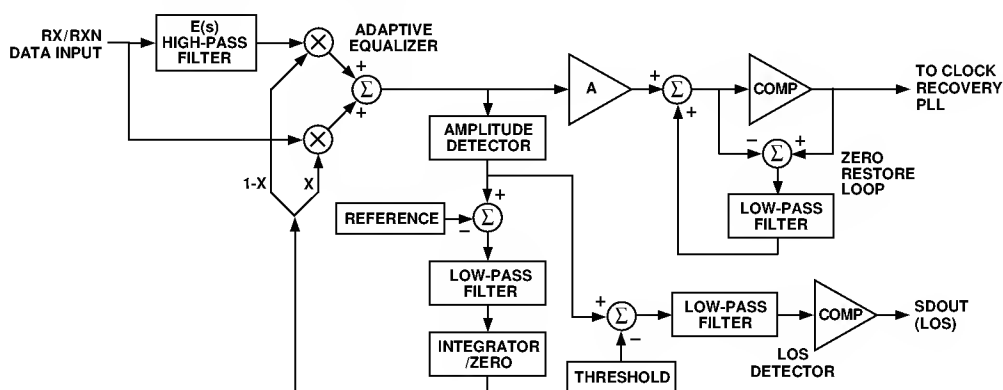 RX/RXN
DATA INPUT
E(s)
HIGH-PASS
FILTER
×
ADAPTIVE
EQUALIZER
+
Σ
+
×
1-X
X
A
+
Σ
+
COMP
TO CLOCK
RECOVERY
PLL
−
Σ
+
ZERO
RESTORE
LOOP
LOW-PASS
FILTER
AMPLITUDE
DETECTOR
+
REFERENCE
−
Σ
LOW-PASS
FILTER
INTEGRATOR
/ZERO
+
Σ
−
THRESHOLD
LOW-PASS
FILTER
COMP
SDOUT
(LOS)
LOS
DETECTOR